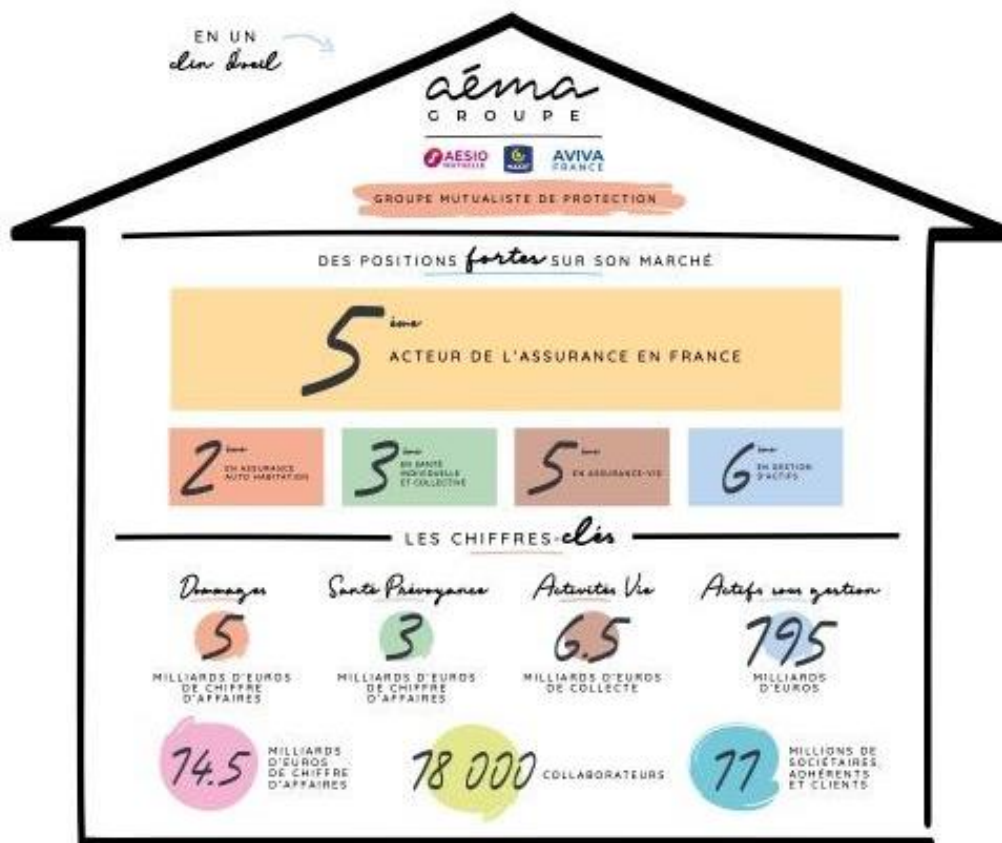 EN UN
clin d'œil
aéma
GROUPE
AESIO
MUTUELLE
MACIF
AVIVA
FRANCE
GROUPE MUTUALISTE DE PROTECTION
DES POSITIONS fortes SUR SON MARCHÉ
5ème
ACTEUR DE L'ASSURANCE EN FRANCE
2ème
EN ASSURANCE
AUTO HABITATION
3ème
EN SANTÉ
INDIVIDUELLE
ET COLLECTIVE
5ème
EN ASSURANCE-VIE
6ème
EN GESTION
D'ACTIFS
LES CHIFFRES-clés
Dommages
5
MILLIARDS D'EUROS
DE CHIFFRE
D'AFFAIRES
Santé Prévoyance
3
MILLIARDS D'EUROS
DE CHIFFRE
D'AFFAIRES
Activités Vie
6.5
MILLIARDS D'EUROS
DE COLLECTE
Actifs sous gestion
195
MILLIARDS
D'EUROS
14.5
MILLIARDS
D'EUROS
DE CHIFFRE
D'AFFAIRES
18 000 COLLABORATEURS
11
MILLIONS DE
SOCIÉTAIRES,
ADHÉRENTS
ET CLIENTS